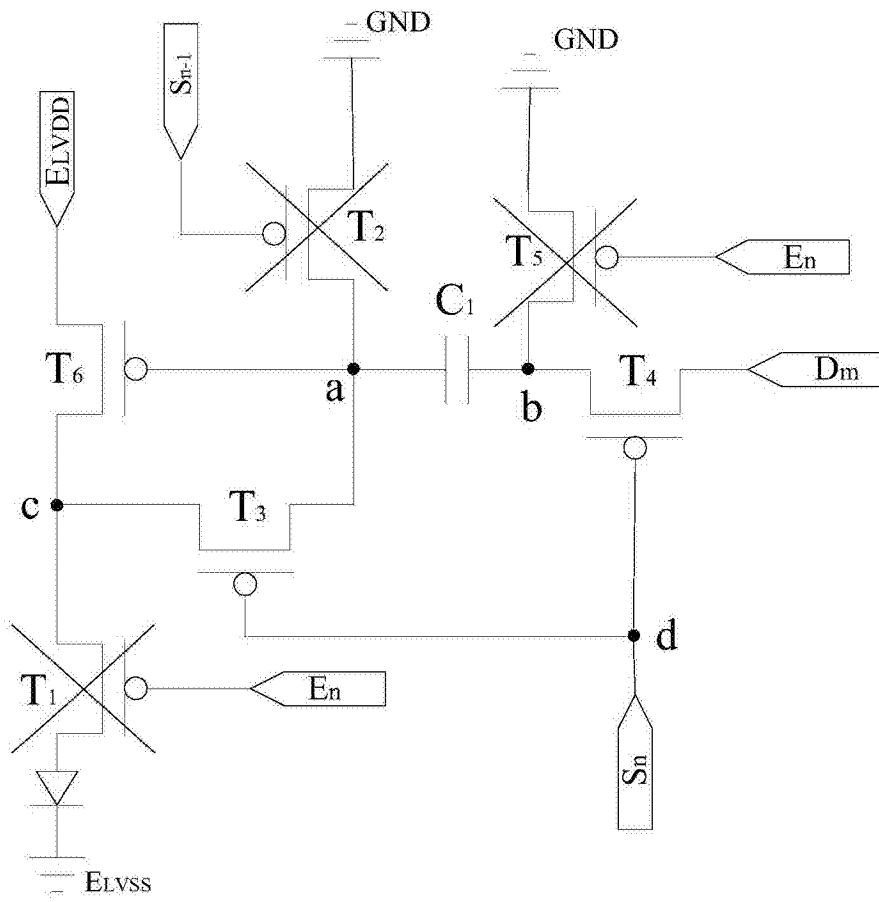 GND
GND
Sn-1
ELVDD
T2
T5
En
C1
T6
a
b
T4
Dm
c
T3
d
T1
En
Sn
ELVSS